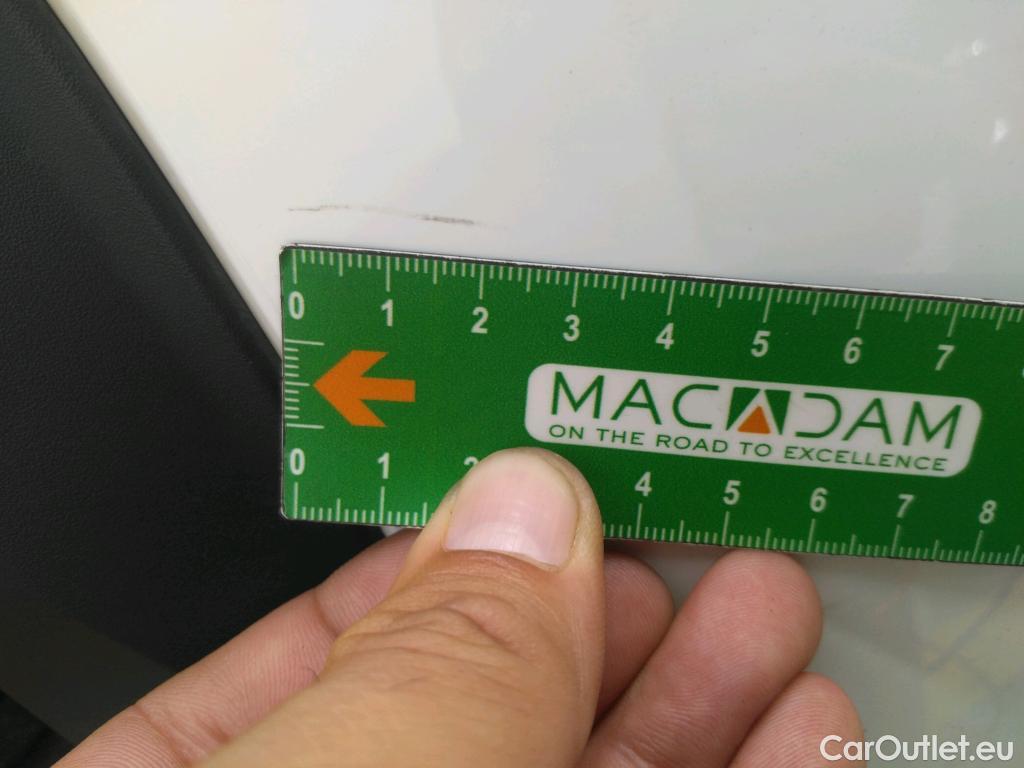 0 1 2 3 4 5 6 7
MACADAM
ON THE ROAD TO EXCELLENCE
0 1 4 5 6 7 8
CarOutlet.eu